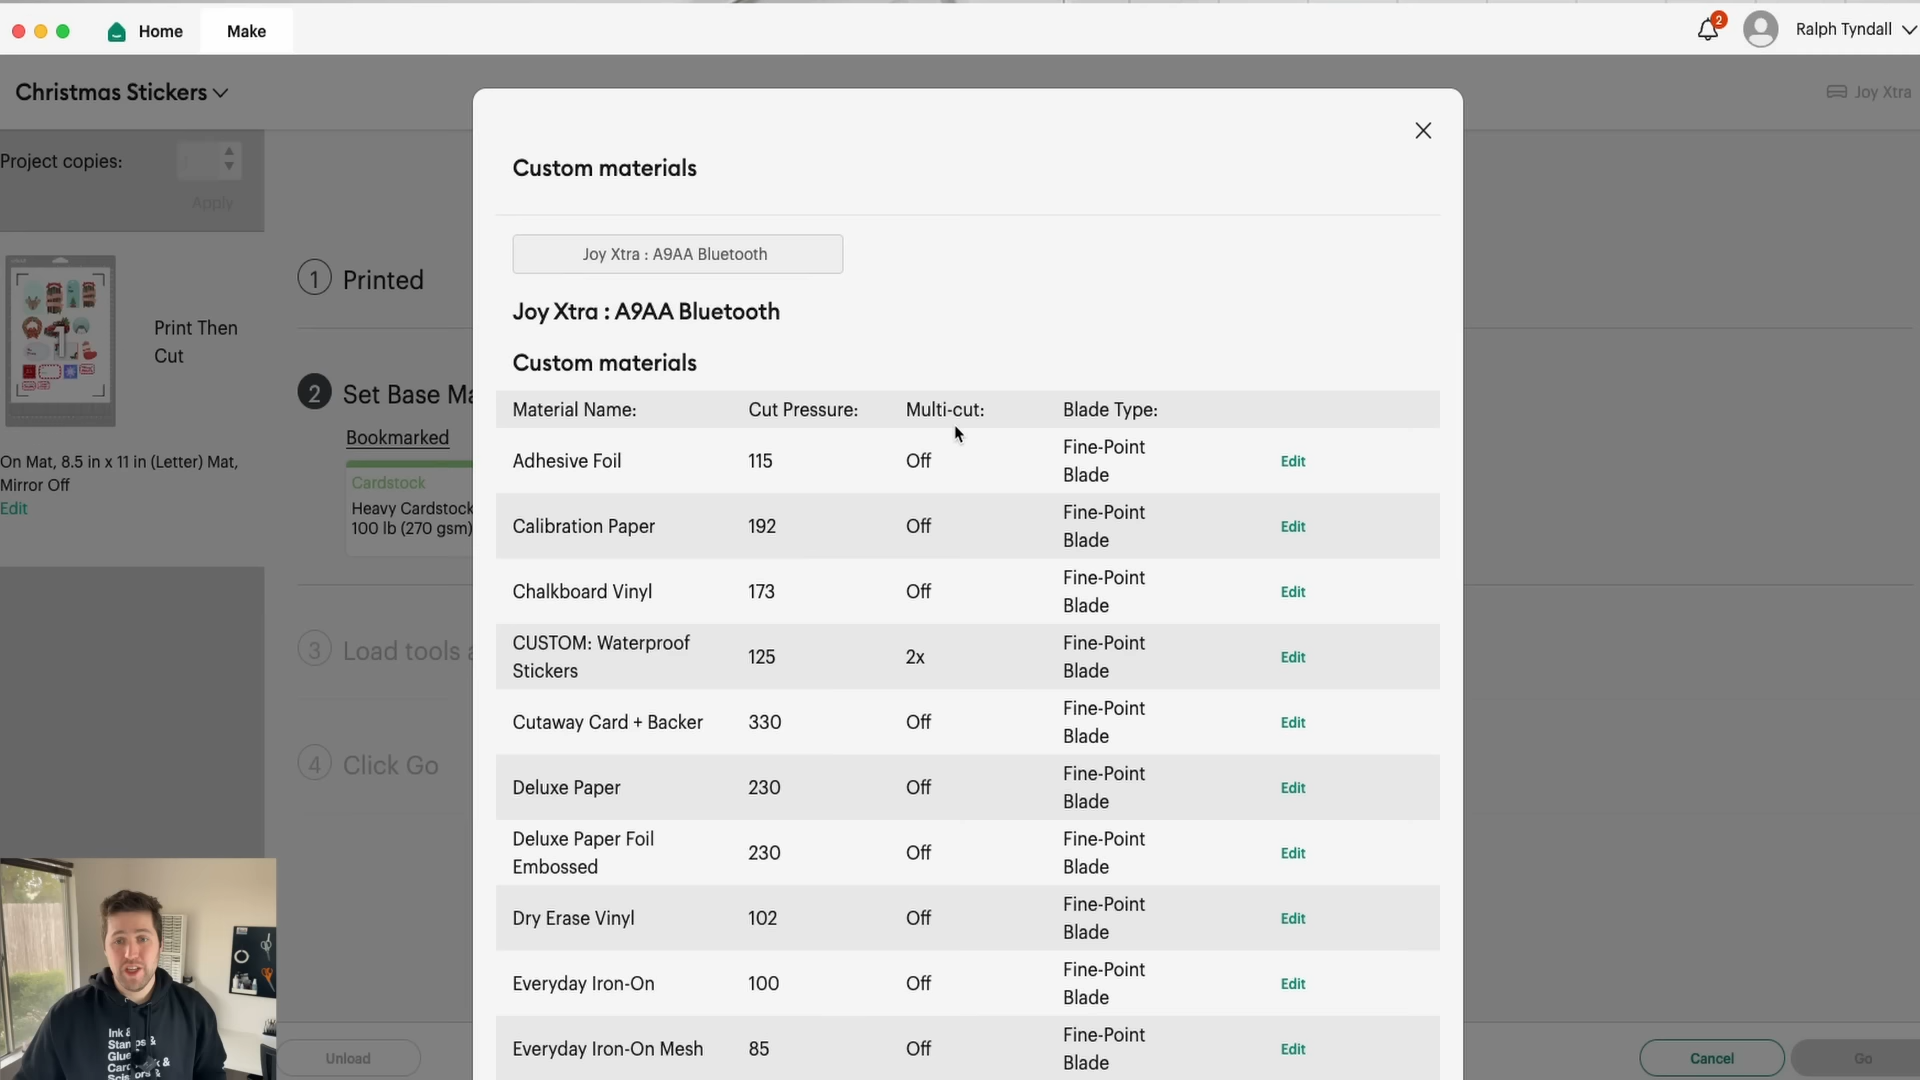 Home
Make
2
Ralph Tyndall
Christmas Stickers
Joy Xtra
Project copies:
Apply
Print Then
Cut
On Mat, 8.5 in x 11 in (Letter) Mat,
Mirror Off
Edit
1 Printed
2 Set Base Ma
Bookmarked
Cardstock
Heavy Cardstock
100 lb (270 gsm)
3 Load tools a
4 Click Go
Custom materials
Joy Xtra : A9AA Bluetooth
Joy Xtra : A9AA Bluetooth
Custom materials
Material Name: Cut Pressure: Multi-cut: Blade Type:
Adhesive Foil 115 Off Fine-Point Blade Edit
Calibration Paper 192 Off Fine-Point Blade Edit
Chalkboard Vinyl 173 Off Fine-Point Blade Edit
CUSTOM: Waterproof Stickers 125 2x Fine-Point Blade Edit
Cutaway Card + Backer 330 Off Fine-Point Blade Edit
Deluxe Paper 230 Off Fine-Point Blade Edit
Deluxe Paper Foil Embossed 230 Off Fine-Point Blade Edit
Dry Erase Vinyl 102 Off Fine-Point Blade Edit
Everyday Iron-On 100 Off Fine-Point Blade Edit
Everyday Iron-On Mesh 85 Off Fine-Point Blade Edit
Unload
Cancel
Go